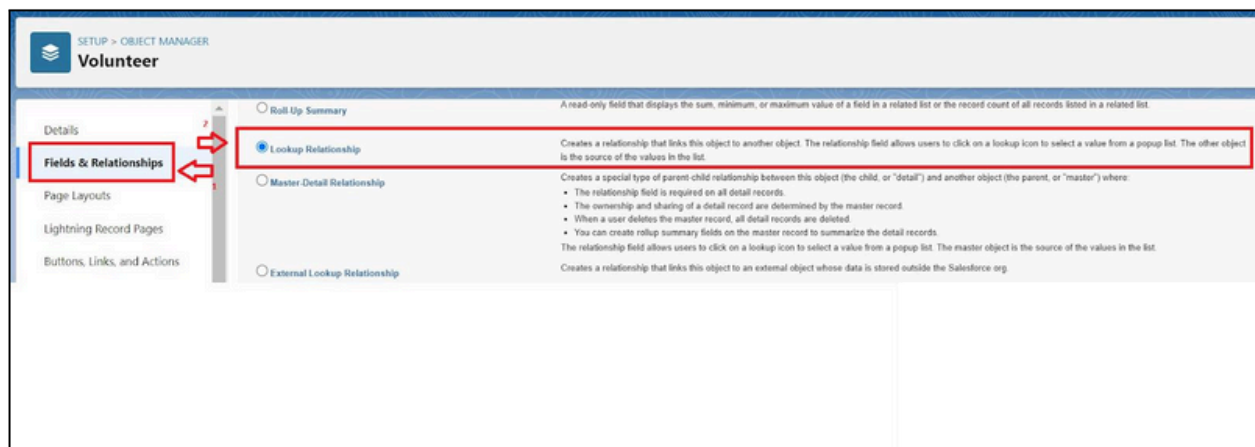 SETUP > OBJECT MANAGER
Volunteer
Details
Fields & Relationships
Page Layouts
Lightning Record Pages
Buttons, Links, and Actions
2
1
Roll-Up Summary
A read-only field that displays the sum, minimum, or maximum value of a field in a related list or the record count of all records listed in a related list.
Lookup Relationship
Creates a relationship that links this object to another object. The relationship field allows users to click on a lookup icon to select a value from a popup list. The other object
is the source of the values in the list.
Master-Detail Relationship
Creates a special type of parent-child relationship between this object (the child, or "detail") and another object (the parent, or "master") where:
• The relationship field is required on all detail records.
• The ownership and sharing of a detail record are determined by the master record.
• When a user deletes the master record, all detail records are deleted.
• You can create rollup summary fields on the master record to summarize the detail records.
The relationship field allows users to click on a lookup icon to select a value from a popup list. The master object is the source of the values in the list.
External Lookup Relationship
Creates a relationship that links this object to an external object whose data is stored outside the Salesforce org.